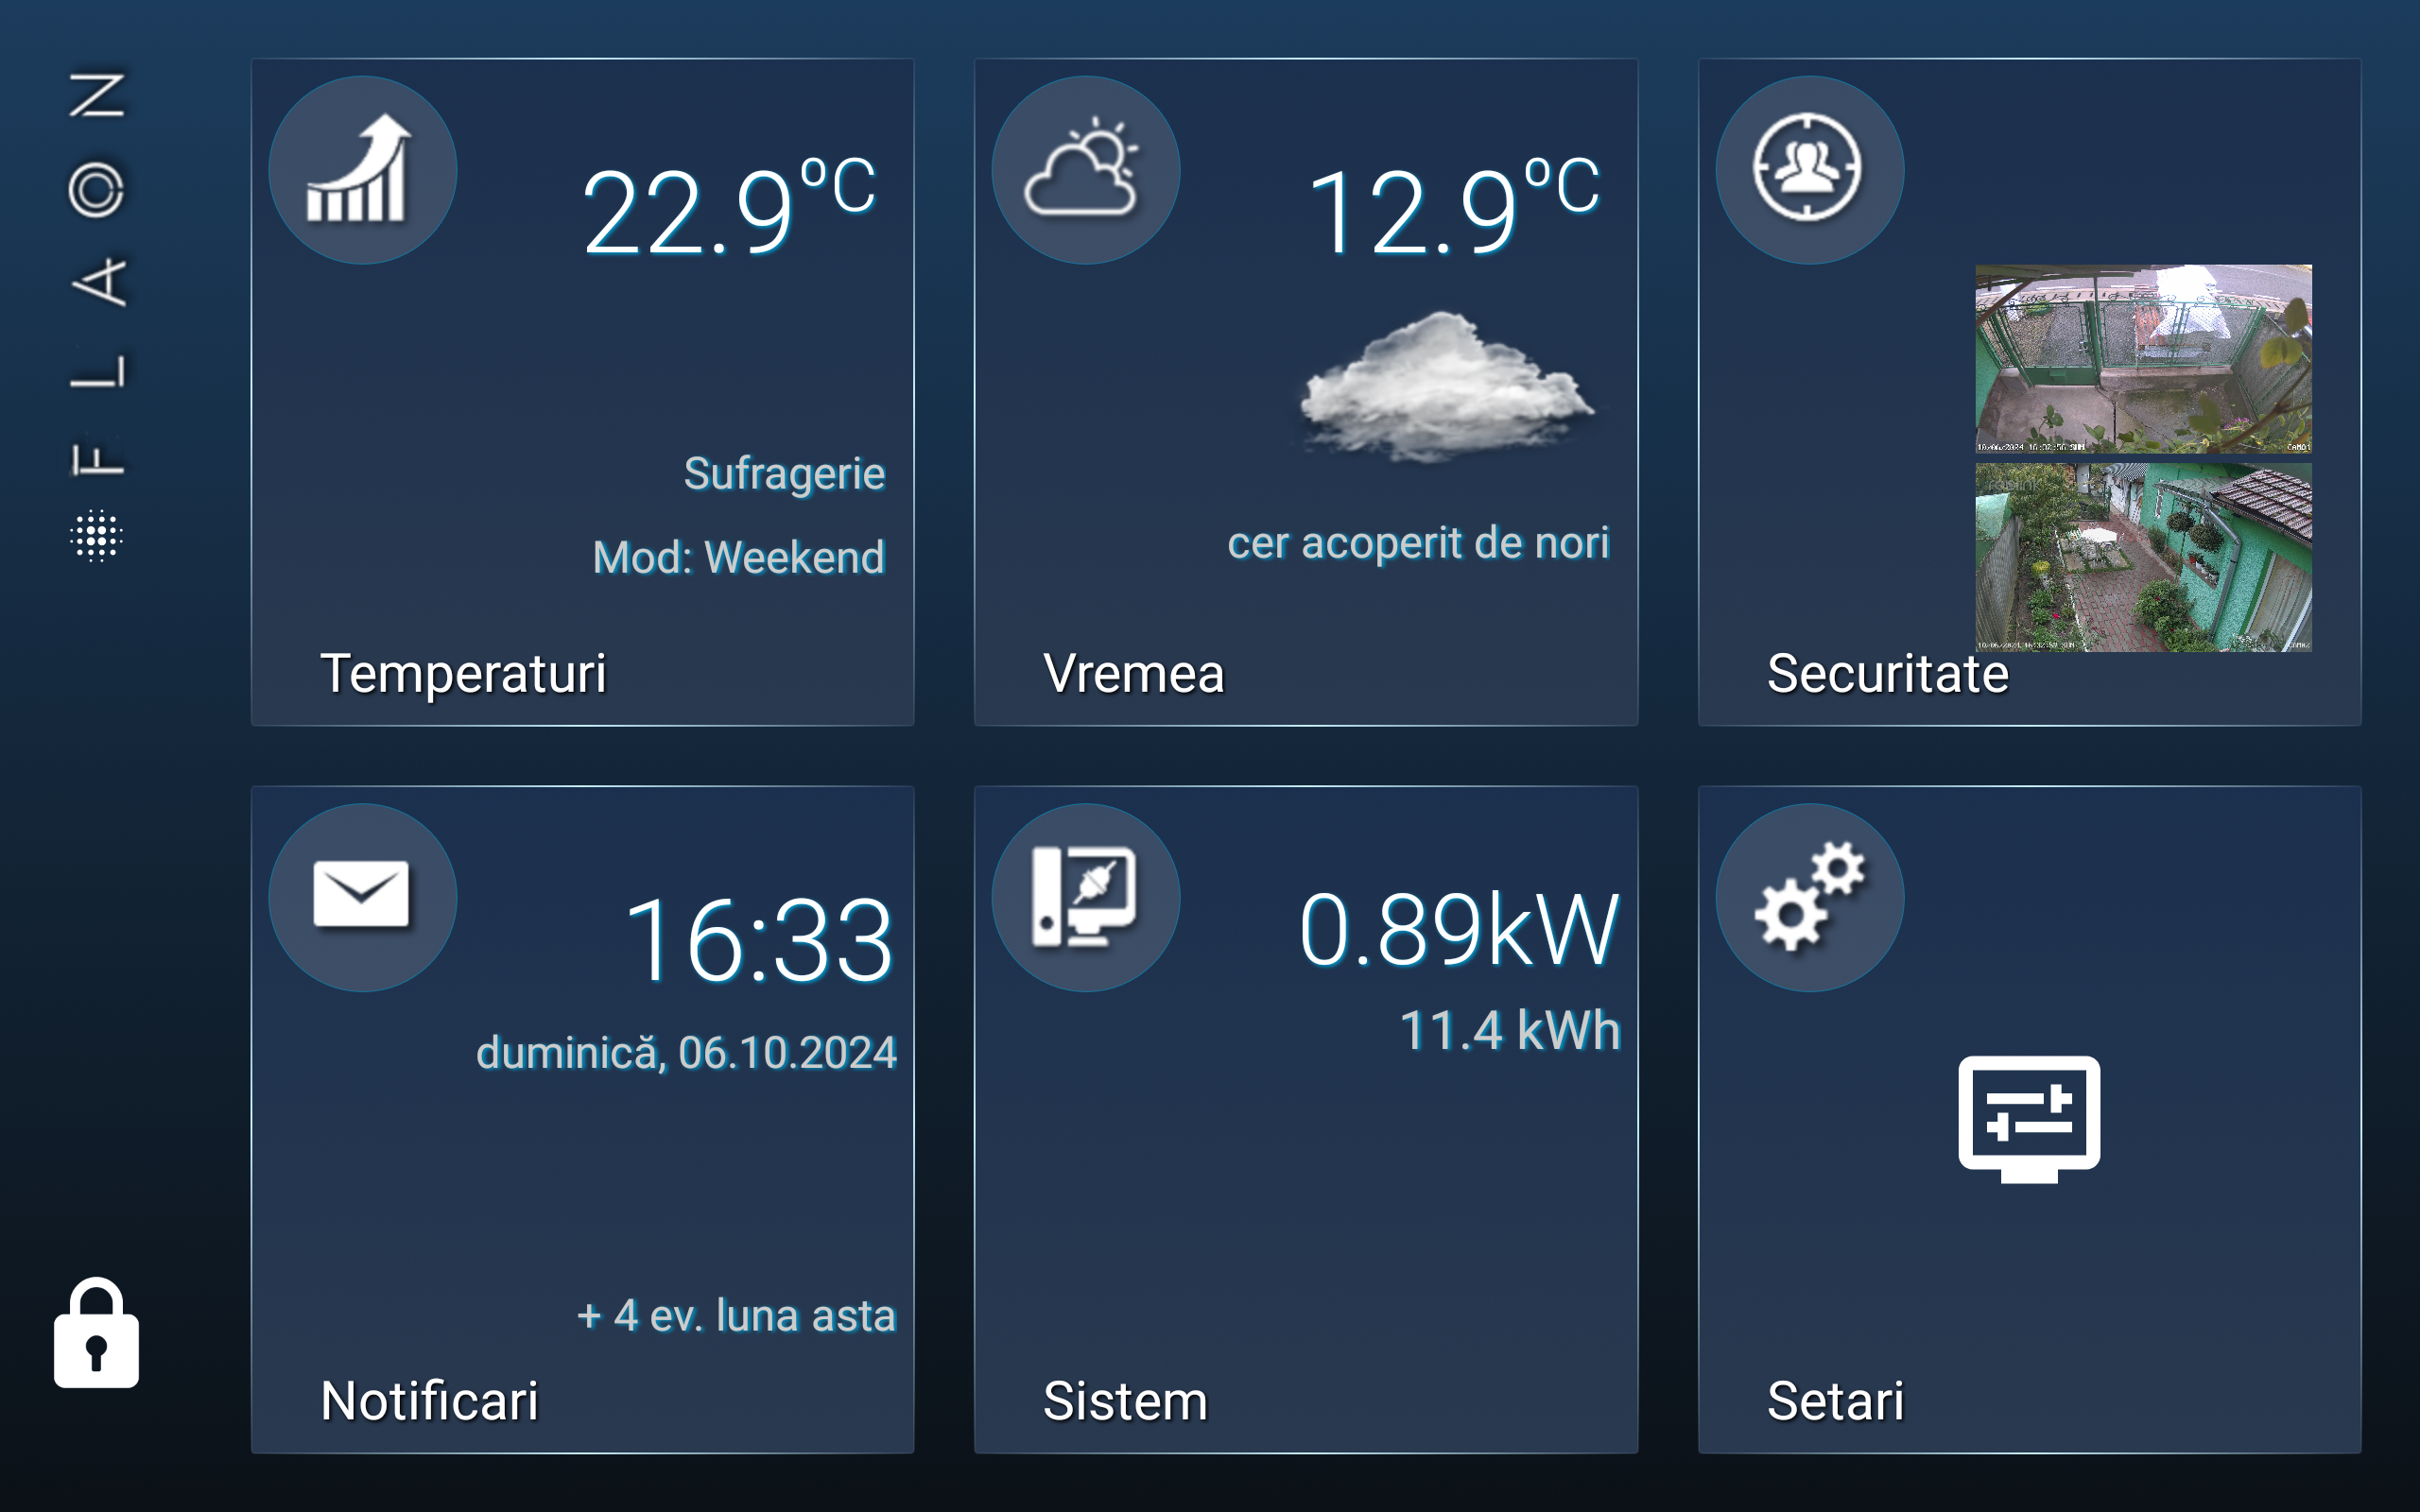 FLAON
22.9°C
Sufragerie
Mod: Weekend
Temperaturi
12.9°C
cer acoperit de nori
Vremea
Securitate
16:33
duminică, 06.10.2024
+ 4 ev. luna asta
Notificari
0.89kW
11.4 kWh
Sistem
Setari